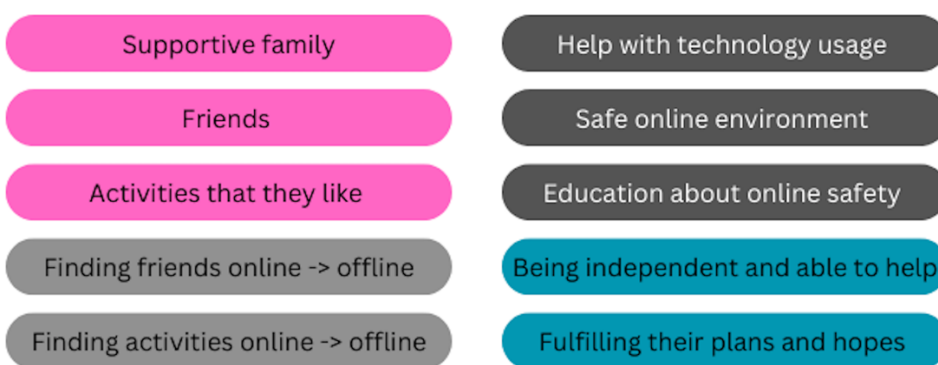 Supportive family
Friends
Activities that they like
Finding friends online -> offline
Finding activities online -> offline
Help with technology usage
Safe online environment
Education about online safety
Being independent and able to help
Fulfilling their plans and hopes